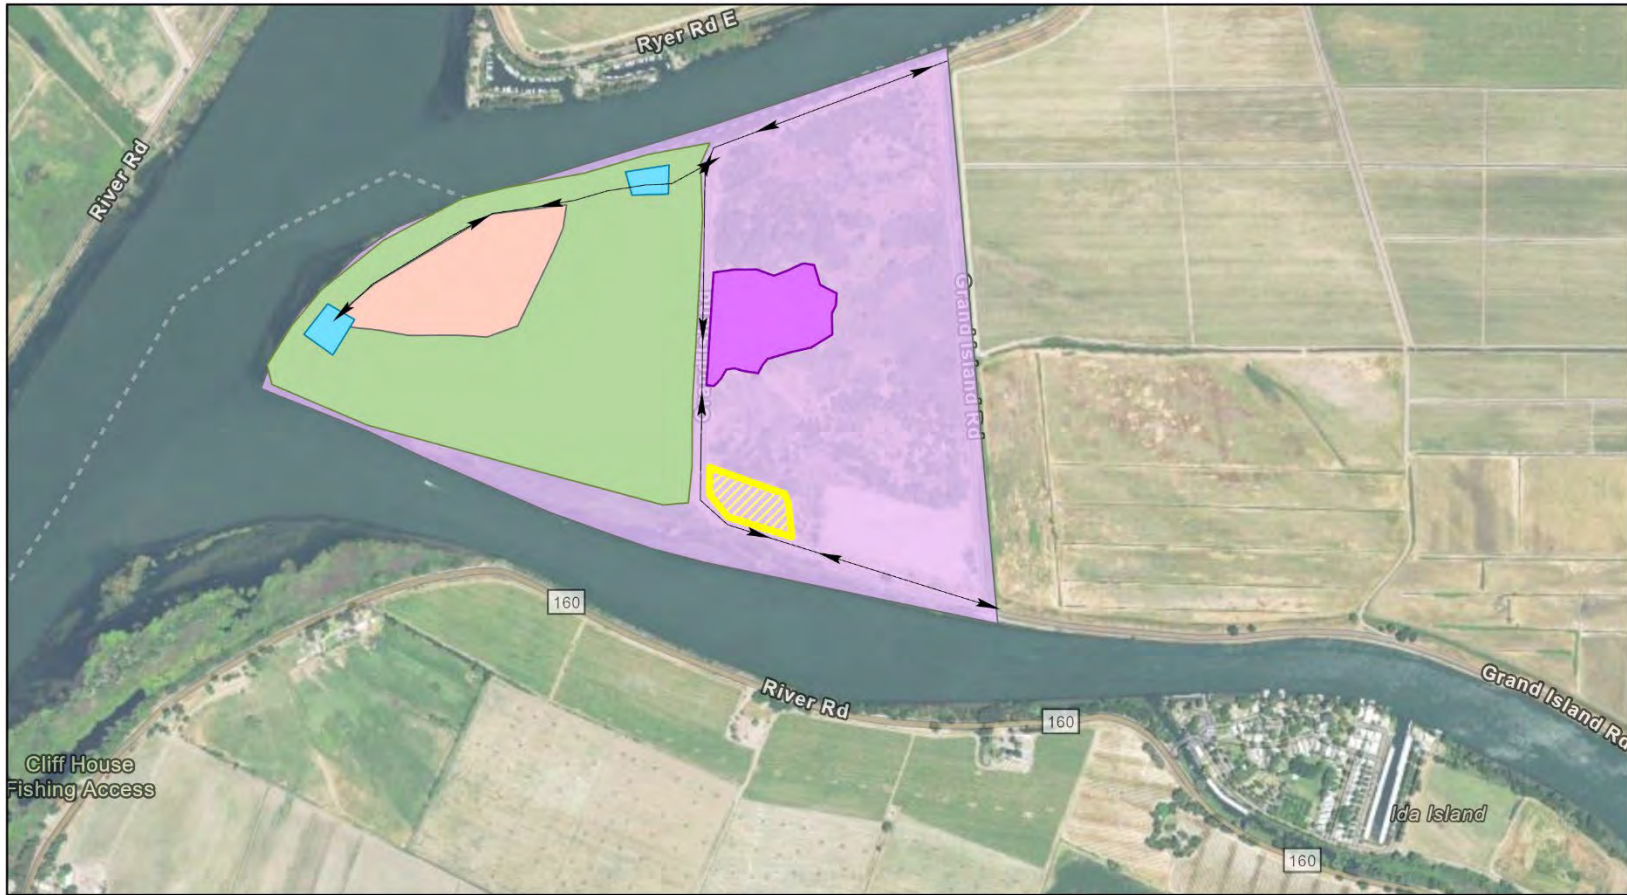 Ryer Rd E
River Rd
Grand Island Rd
160
River Rd
160
Grand Island Rd
Cliff House
Fishing Access
Ida Island
160